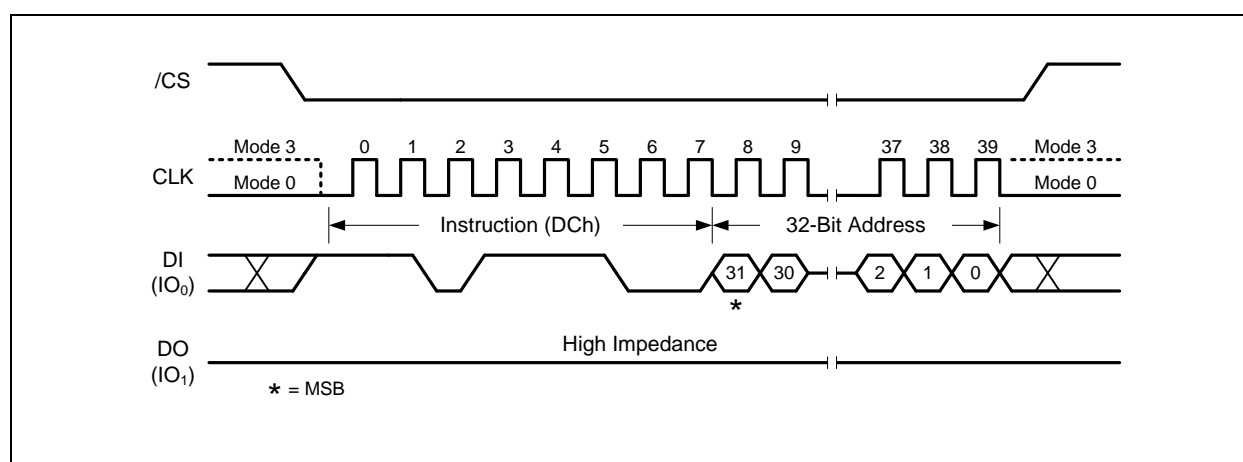 /CS
Mode 3 0 1 2 3 4 5 6 7 8 9 37 38 39 Mode 3
CLK
Mode 0 Mode 0
Instruction (DCh) 32-Bit Address
DI
(IO₀)
31 30 2 1 0
*
High Impedance
DO
(IO₁)
* = MSB